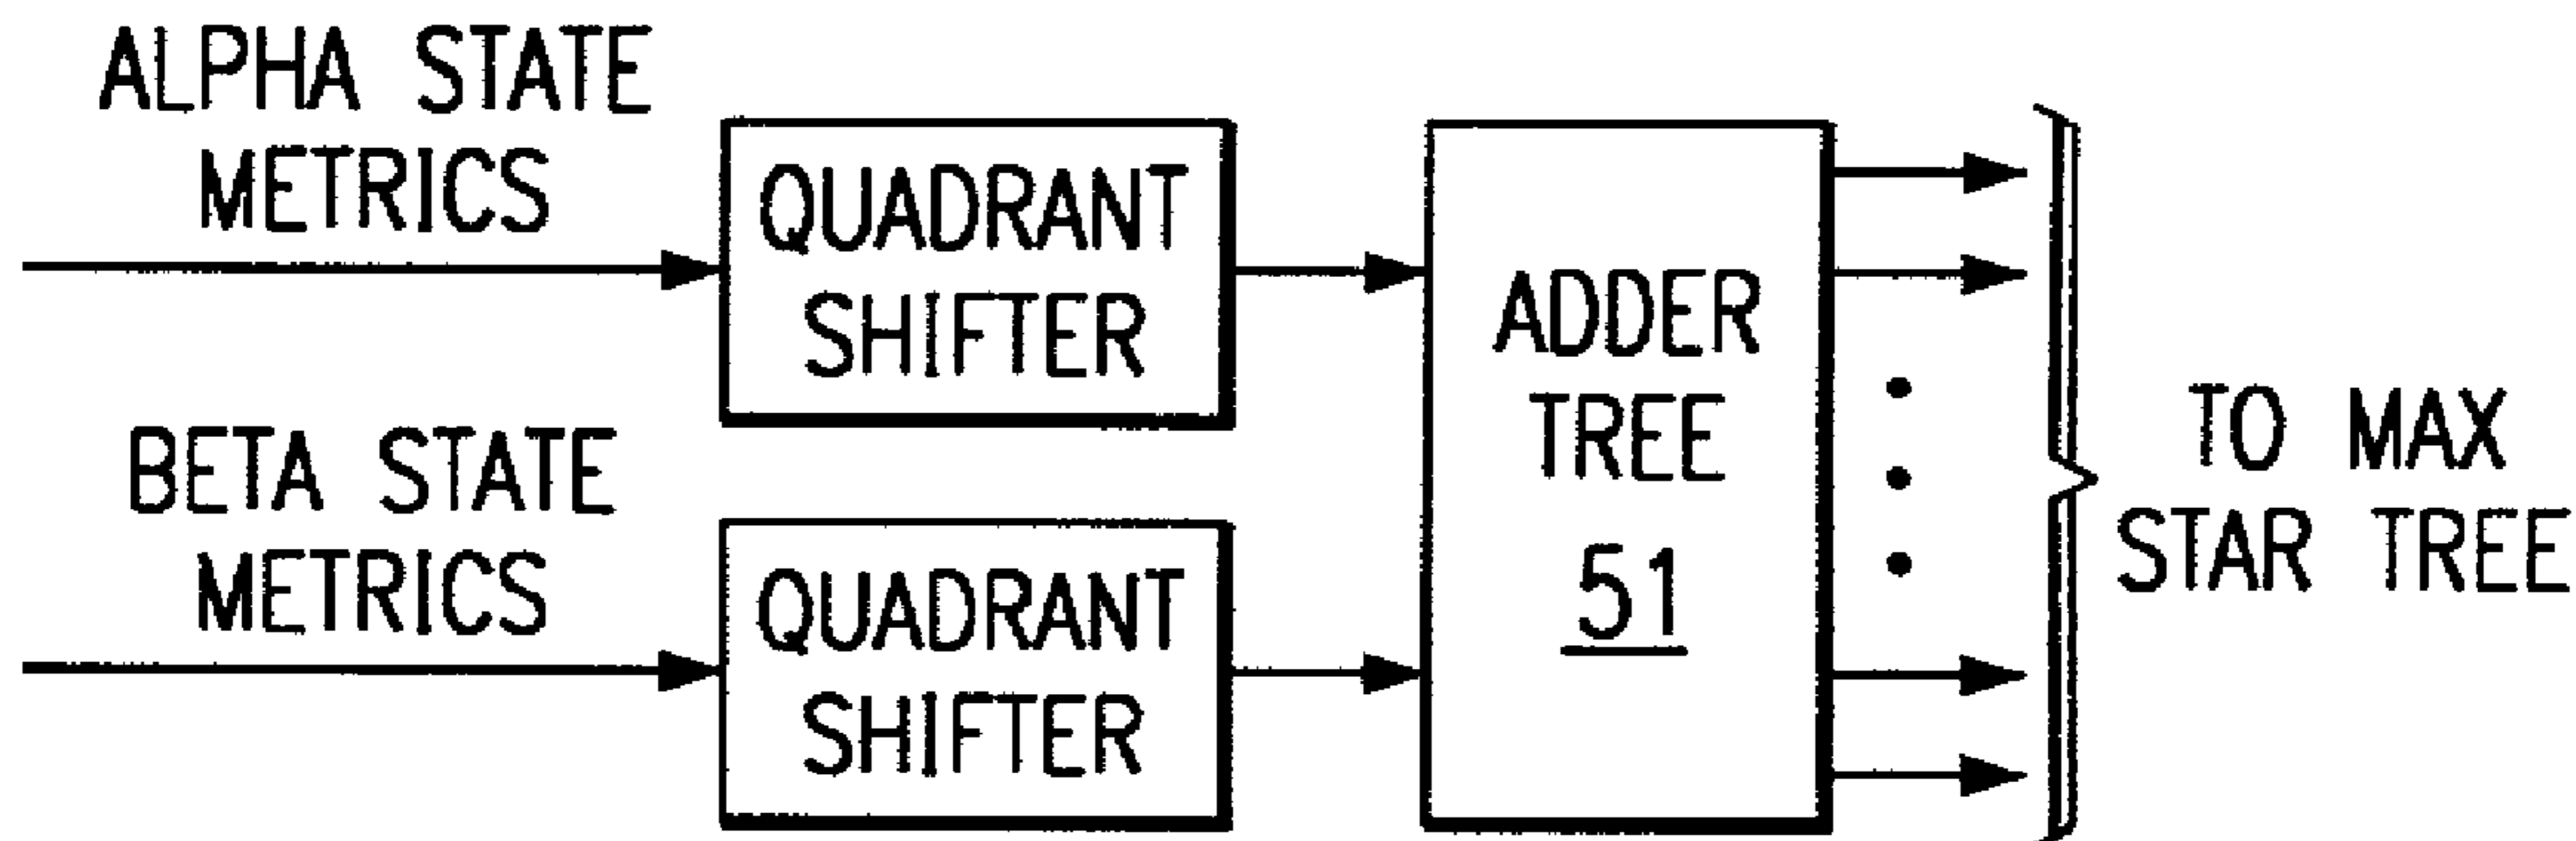 ALPHA STATE
METRICS
QUADRANT
SHIFTER
BETA STATE
METRICS
QUADRANT
SHIFTER
ADDER
TREE
51
TO MAX
STAR TREE